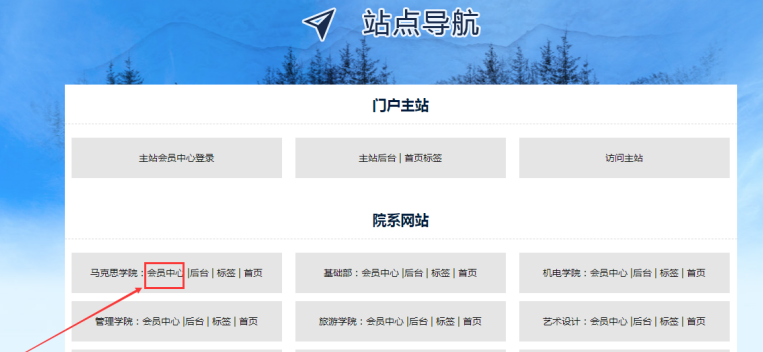 站点导航
门户主站
主站会员中心登录
主站后台 | 首页标签
访问主站
院系网站
马克思学院：会员中心 |后台 | 标签 | 首页
基础部：会员中心 |后台 | 标签 | 首页
机电学院：会员中心 |后台 | 标签 | 首页
管理学院：会员中心 |后台 | 标签 | 首页
旅游学院：会员中心 |后台 | 标签 | 首页
艺术设计：会员中心 |后台 | 标签 | 首页